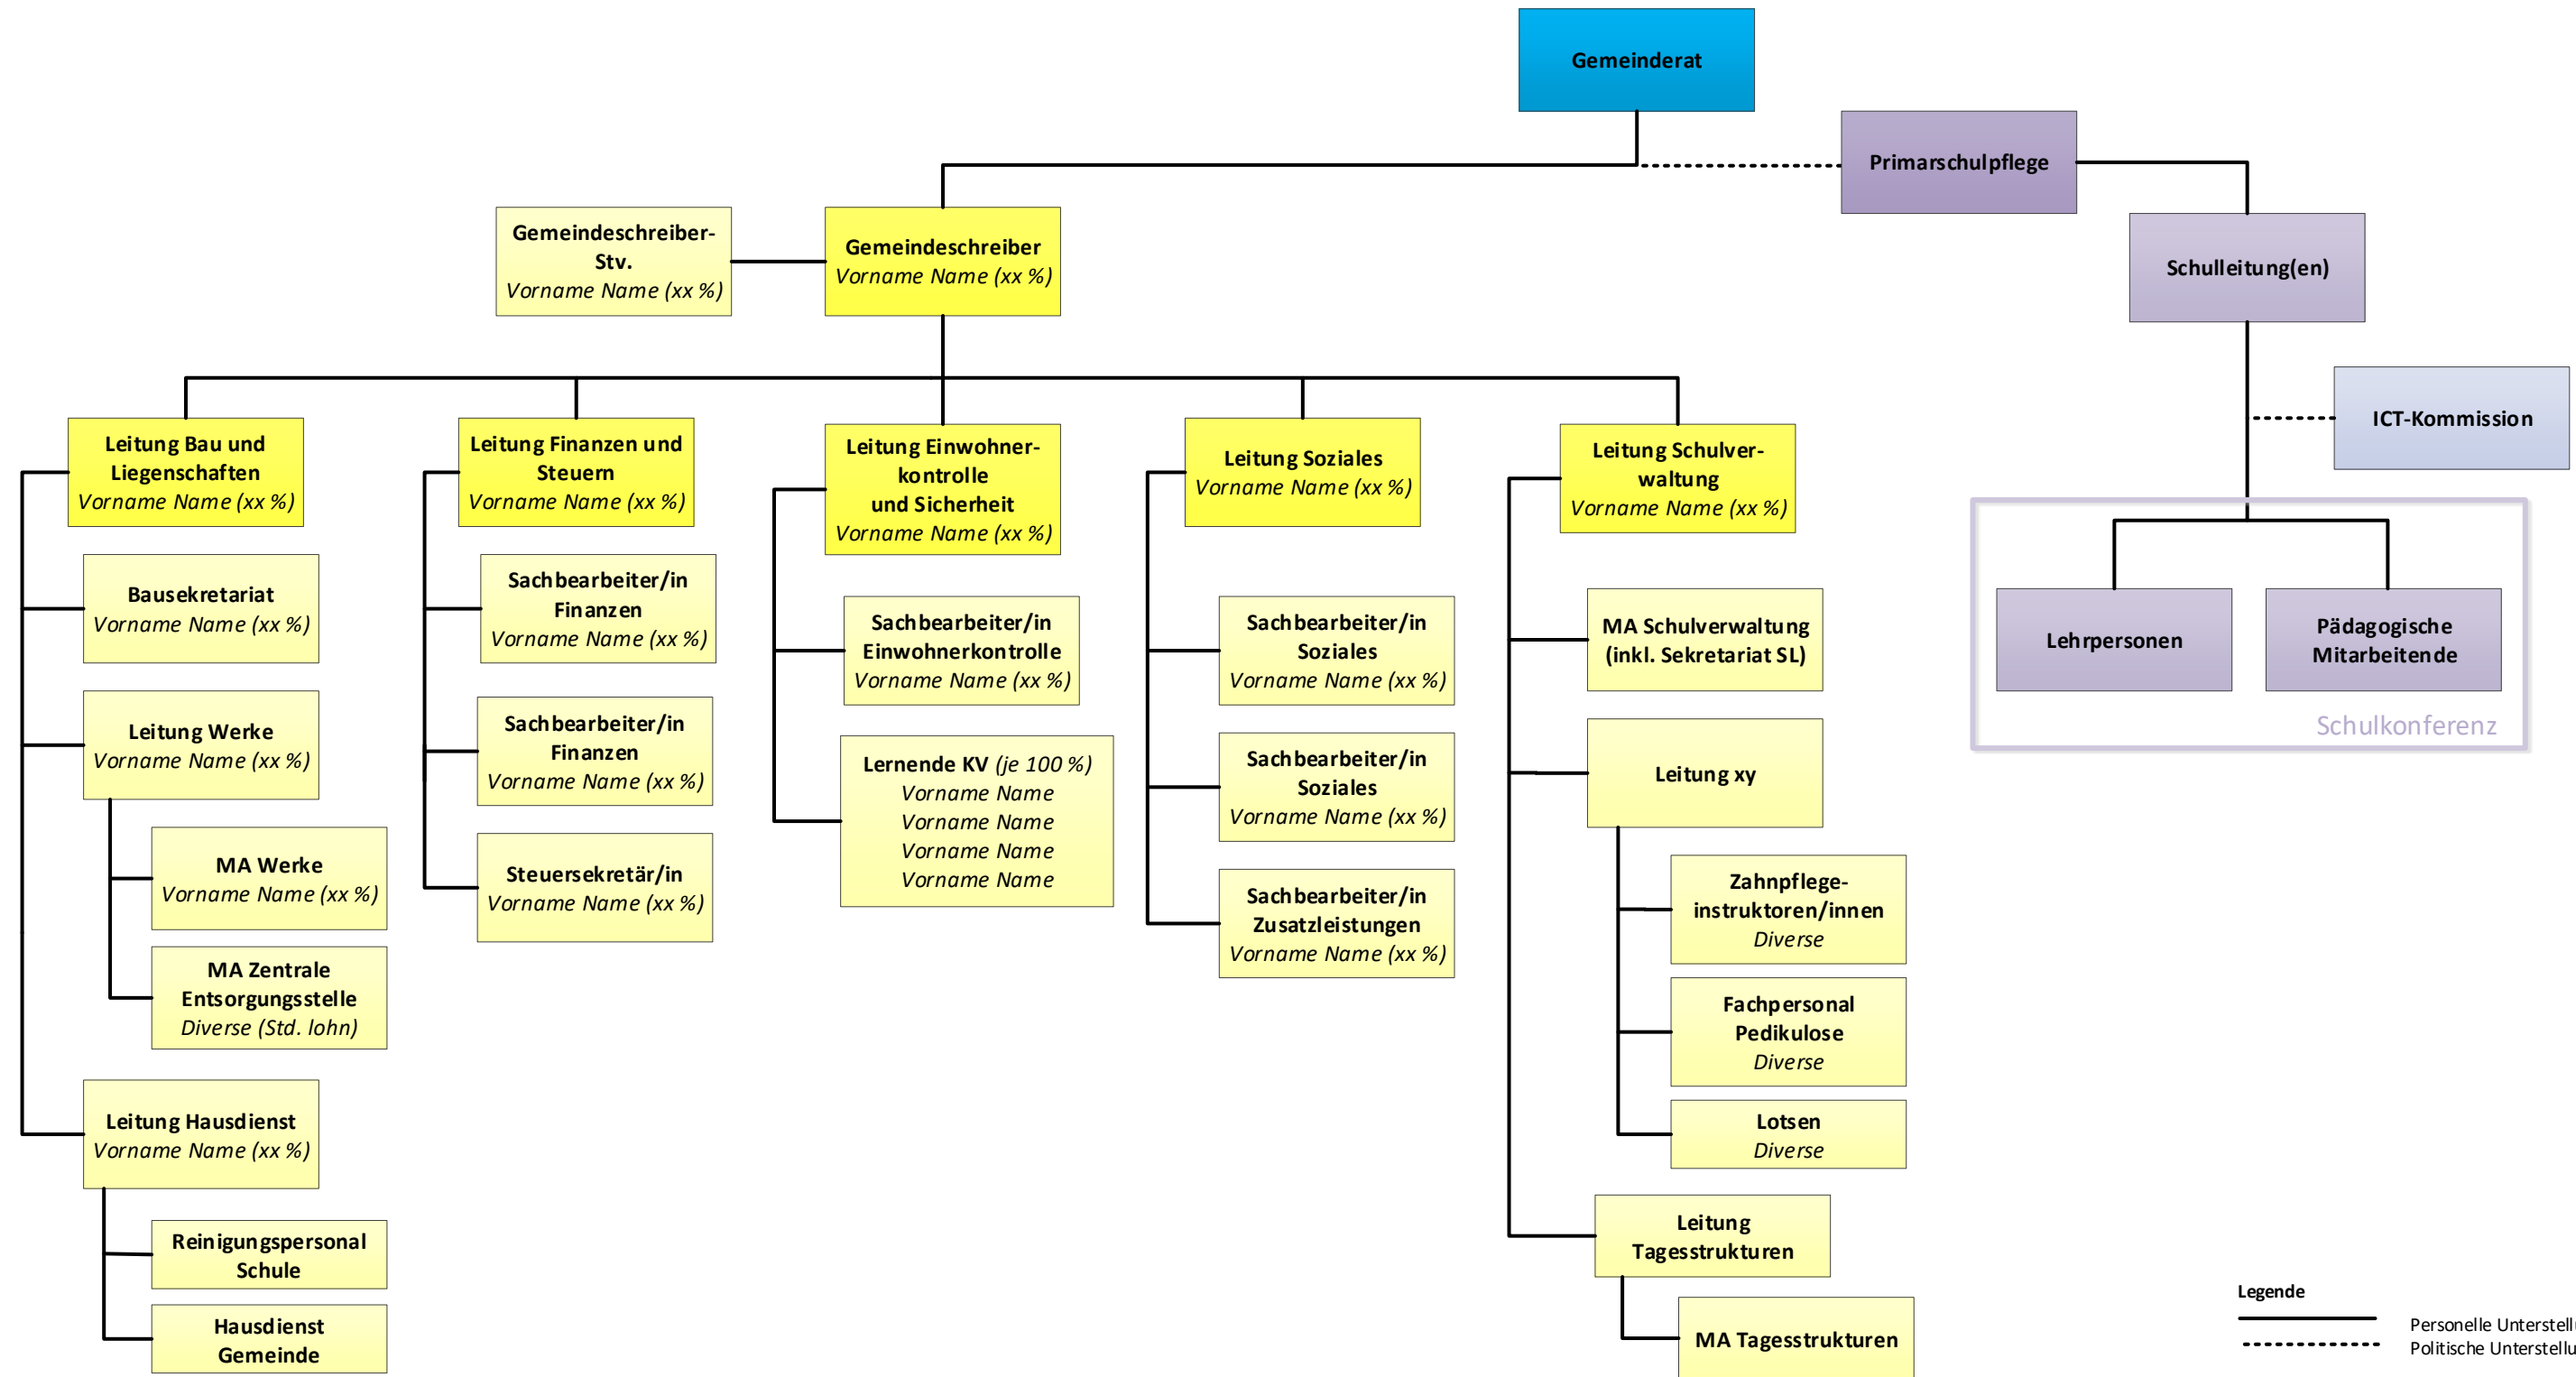 Gemeinderat
Primarschulpflege
Gemeindeschreiber-
Stv.
Vorname Name (xx %)
Gemeindeschreiber
Vorname Name (xx %)
Schulleitung(en)
ICT-Kommission
Leitung Bau und
Liegenschaften
Vorname Name (xx %)
Bausekretariat
Vorname Name (xx %)
Leitung Werke
Vorname Name (xx %)
MA Werke
Vorname Name (xx %)
MA Zentrale
Entsorgungsstelle
Diverse (Std. lohn)
Leitung Hausdienst
Vorname Name (xx %)
Reinigungspersonal
Schule
Hausdienst
Gemeinde
Leitung Finanzen und
Steuern
Vorname Name (xx %)
Sachbearbeiter/in
Finanzen
Vorname Name (xx %)
Sachbearbeiter/in
Finanzen
Vorname Name (xx %)
Steuersekretär/in
Vorname Name (xx %)
Leitung Einwohner-
kontrolle
und Sicherheit
Vorname Name (xx %)
Sachbearbeiter/in
Einwohnerkontrolle
Vorname Name (xx %)
Lernende KV (je 100 %)
Vorname Name
Vorname Name
Vorname Name
Vorname Name
Leitung Soziales
Vorname Name (xx %)
Sachbearbeiter/in
Soziales
Vorname Name (xx %)
Sachbearbeiter/in
Soziales
Vorname Name (xx %)
Sachbearbeiter/in
Zusatzleistungen
Vorname Name (xx %)
Leitung Schulver-
waltung
Vorname Name (xx %)
MA Schulverwaltung
(inkl. Sekretariat SL)
Leitung xy
Zahnpflege-
instruktoren/innen
Diverse
Fachpersonal
Pedikulose
Diverse
Lotsen
Diverse
Leitung
Tagesstrukturen
MA Tagesstrukturen
Lehrpersonen
Pädagogische
Mitarbeitende
Schulkonferenz
Legende
Personelle
Politische